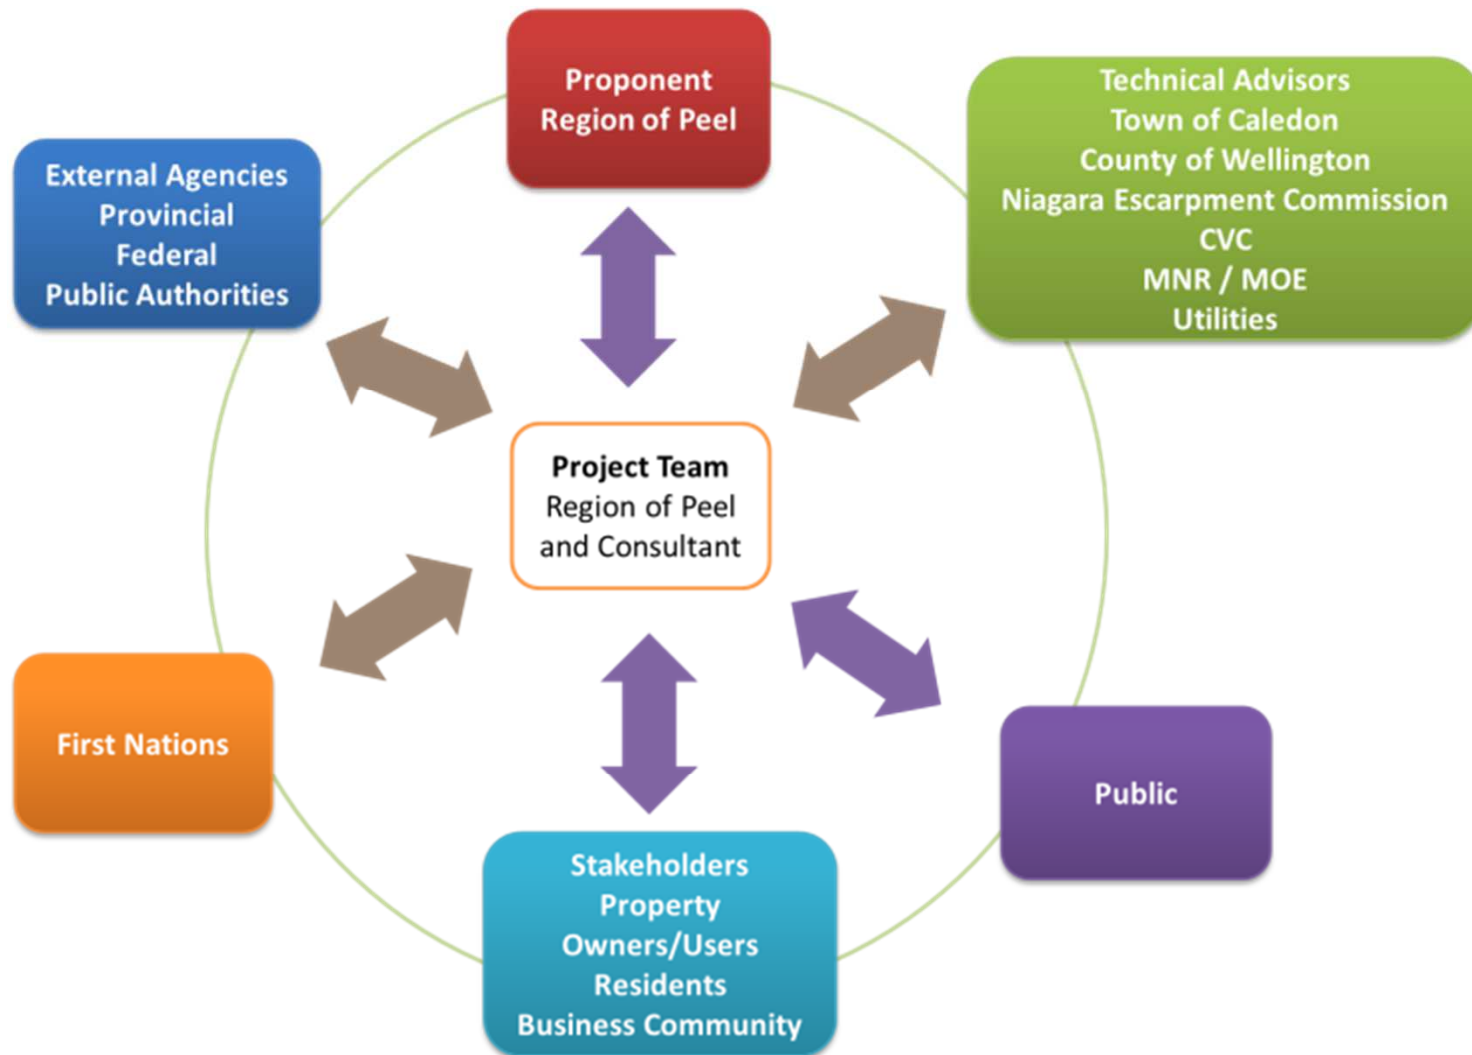 Proponent
Region of Peel
Technical Advisors
Town of Caledon
County of Wellington
Niagara Escarpment Commission
CVC
MNR / MOE
Utilities
External Agencies
Provincial
Federal
Public Authorities
Project Team
Region of Peel
and Consultant
First Nations
Public
Stakeholders
Property
Owners/Users
Residents
Business Community